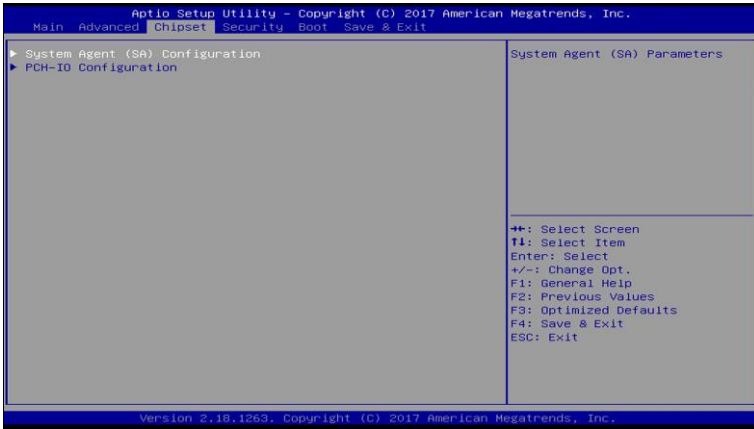 Aptio Setup Utility – Copyright (C) 2017 American Megatrends, Inc.
Main Advanced Chipset Security Boot Save & Exit
▶ System Agent (SA) Configuration
▶ PCH-IO Configuration
System Agent (SA) Parameters
→←: Select Screen
↑↓: Select Item
Enter: Select
+/-: Change Opt.
F1: General Help
F2: Previous Values
F3: Optimized Defaults
F4: Save & Exit
ESC: Exit
Version 2.18.1263. Copyright (C) 2017 American Megatrends, Inc.